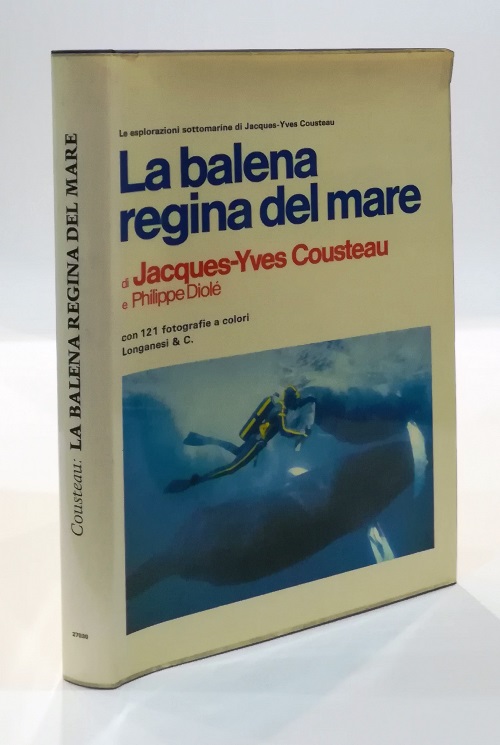 Le esplorazioni sottomarine di Jacques-Yves Cousteau
La balena
regina del mare
di Jacques-Yves Cousteau
e Philippe Diolé
con 121 fotografie a colori
Longanesi & C.
Cousteau: LA BALENA REGINA DEL MARE